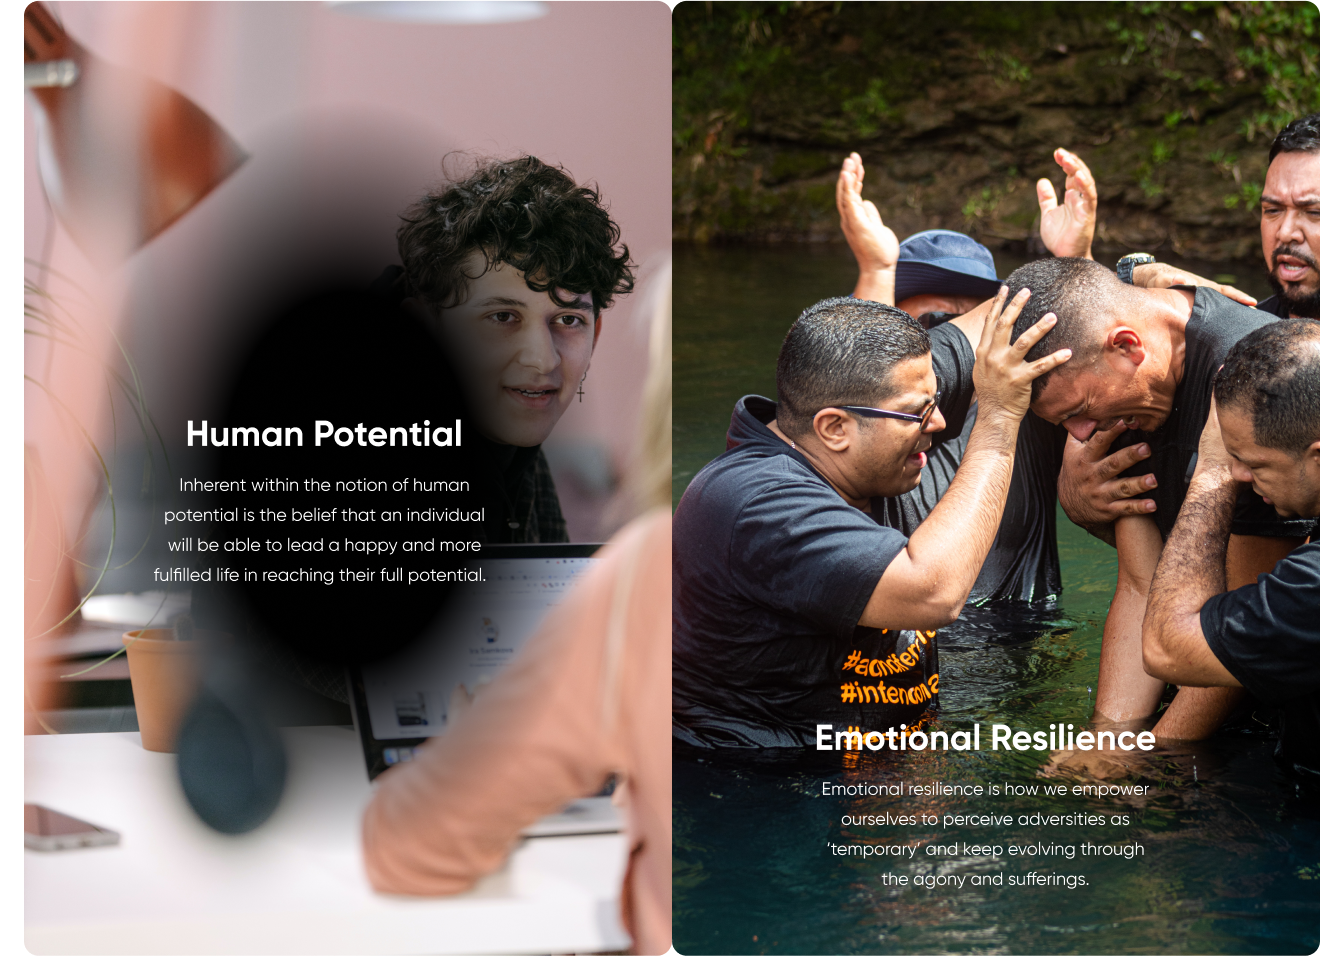 Human Potential
Inherent within the notion of human
potential is the belief that an individual
will be able to lead a happy and more
fulfilled life in reaching their full potential.
Emotional Resilience
Emotional resilience is how we empower
ourselves to perceive adversities as
‘temporary’ and keep evolving through
the agony and sufferings.